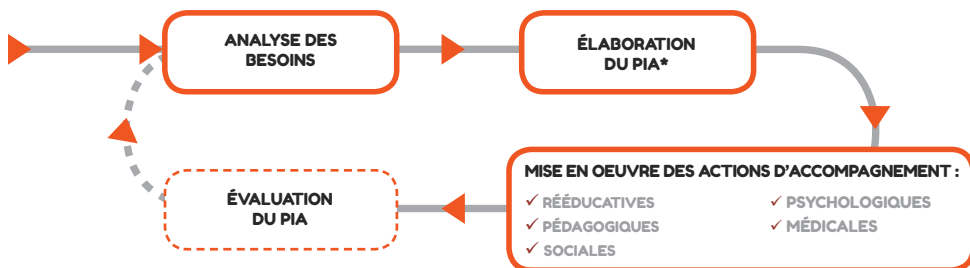 ANALYSE DES
BESOINS
ÉLABORATION
DU PIA*
MISE EN OEUVRE DES ACTIONS D'ACCOMPAGNEMENT :
✓ RÉÉDUCATIVES
✓ PÉDAGOGIQUES
✓ SOCIALES
✓ PSYCHOLOGIQUES
✓ MÉDICALES
ÉVALUATION
DU PIA